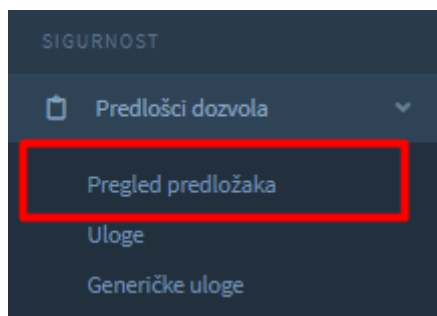 SIGURNOST
Predlošci dozvola
Pregled predložaka
Uloge
Generičke uloge